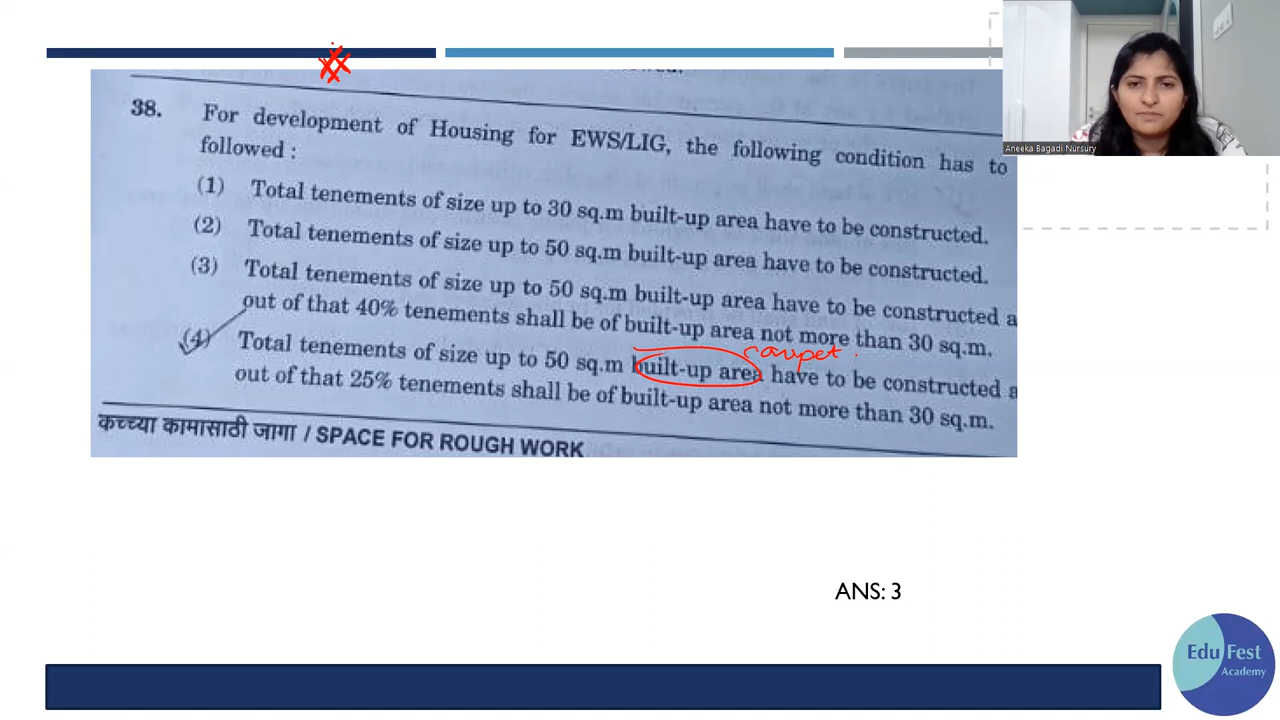 Aneeka Bagadi Nursury
38. For development of Housing for EWS/LIG, the following condition has to
followed :
(1) Total tenements of size up to 30 sq.m built-up area have to be constructed.
(2) Total tenements of size up to 50 sq.m built-up area have to be constructed.
(3) Total tenements of size up to 50 sq.m built-up area have to be constructed a
out of that 40% tenements shall be of built-up area not more than 30 sq.m.
carpet
(4) Total tenements of size up to 50 sq.m built-up area have to be constructed a
out of that 25% tenements shall be of built-up area not more than 30 sq.m.
कच्च्या कामासाठी जागा / SPACE FOR ROUGH WORK
ANS: 3
Edu Fest
Academy